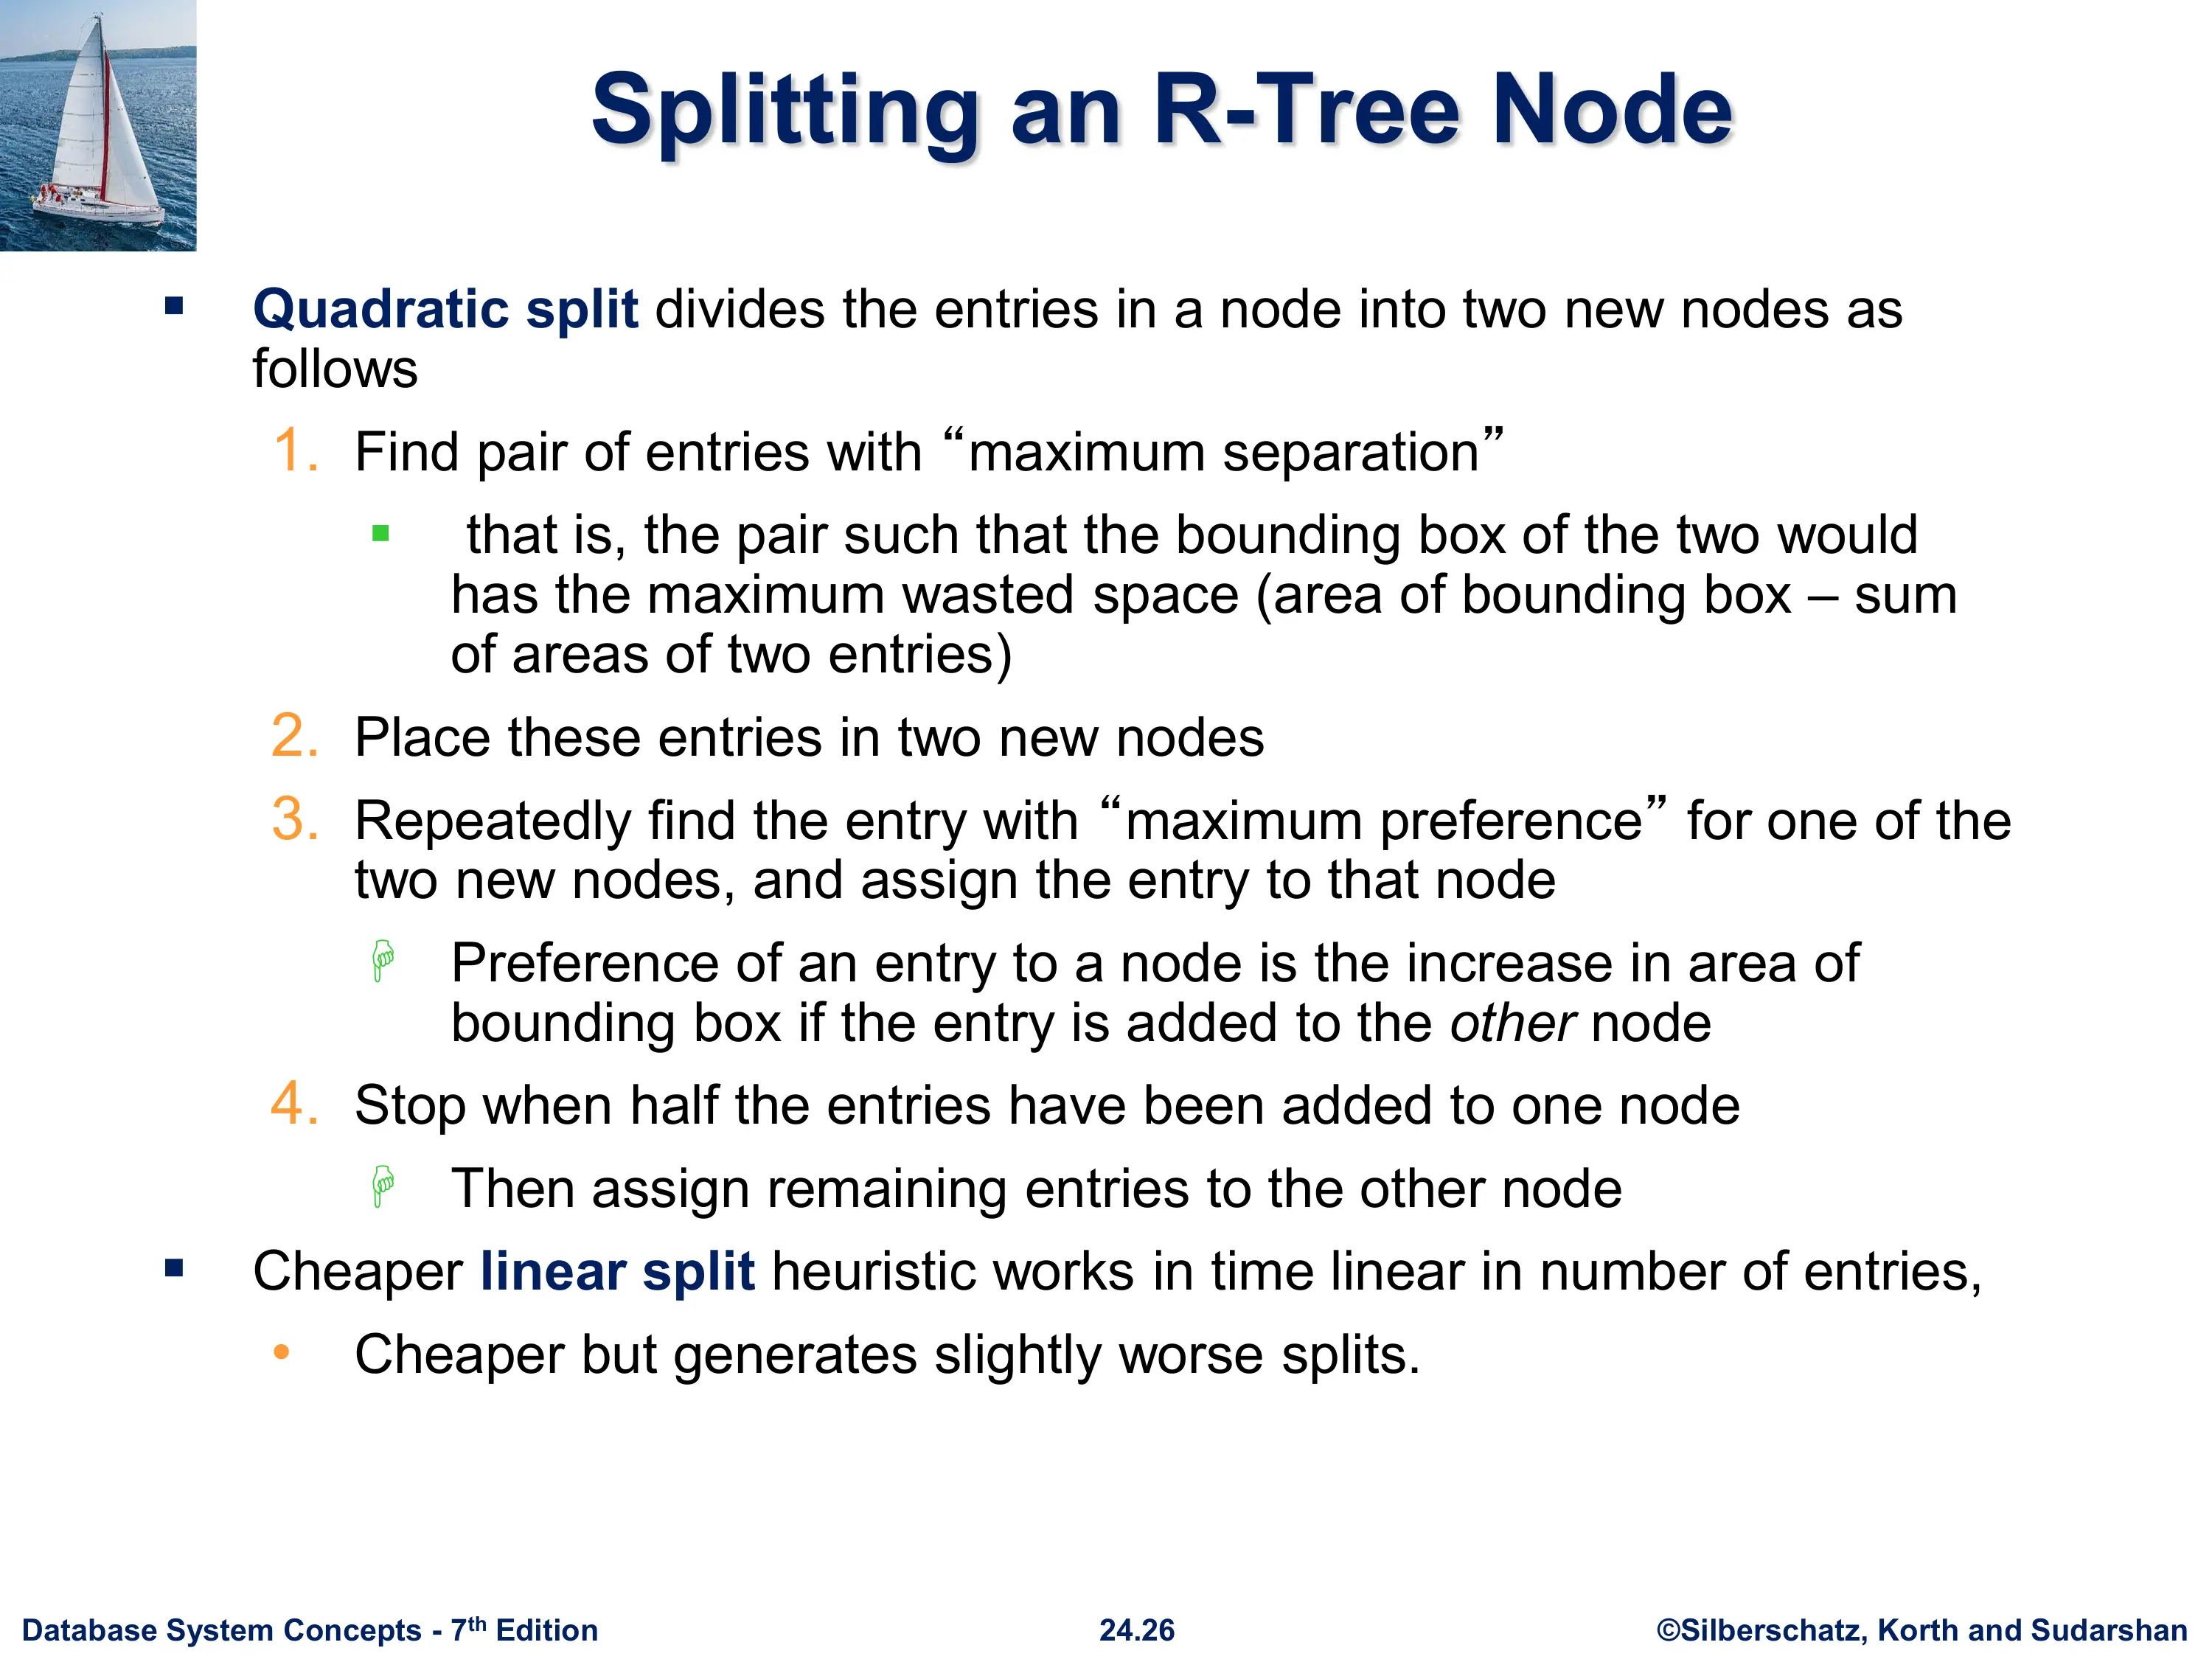 Splitting an R-Tree Node
▪ Quadratic split divides the entries in a node into two new nodes as
follows
1. Find pair of entries with “maximum separation”
▪ that is, the pair such that the bounding box of the two would
has the maximum wasted space (area of bounding box – sum
of areas of two entries)
2. Place these entries in two new nodes
3. Repeatedly find the entry with “maximum preference” for one of the
two new nodes, and assign the entry to that node
☟ Preference of an entry to a node is the increase in area of
bounding box if the entry is added to the other node
4. Stop when half the entries have been added to one node
☟ Then assign remaining entries to the other node
▪ Cheaper linear split heuristic works in time linear in number of entries,
• Cheaper but generates slightly worse splits.
Database System Concepts - 7th Edition
24.26
©Silberschatz, Korth and Sudarshan